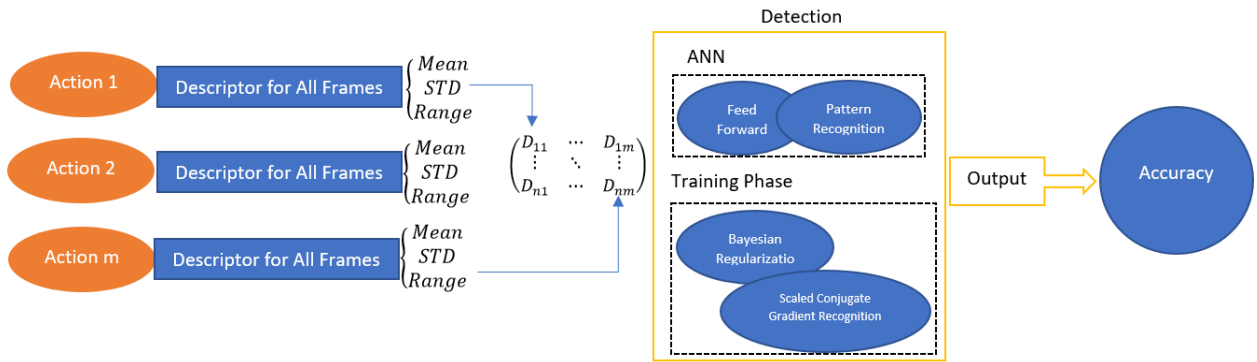 Detection
ANN
Feed
Forward
Pattern
Recognition
Training Phase
Bayesian
Regularizatio
Scaled Conjugate
Gradient Recognition
Action 1
Descriptor for All Frames
Mean
STD
Range
Action 2
Descriptor for All Frames
Mean
STD
Range
Action m
Descriptor for All Frames
Mean
STD
Range
D11 ⋯ D1m
⋮ ⋱ ⋮
Dn1 ⋯ Dnm
Output
Accuracy